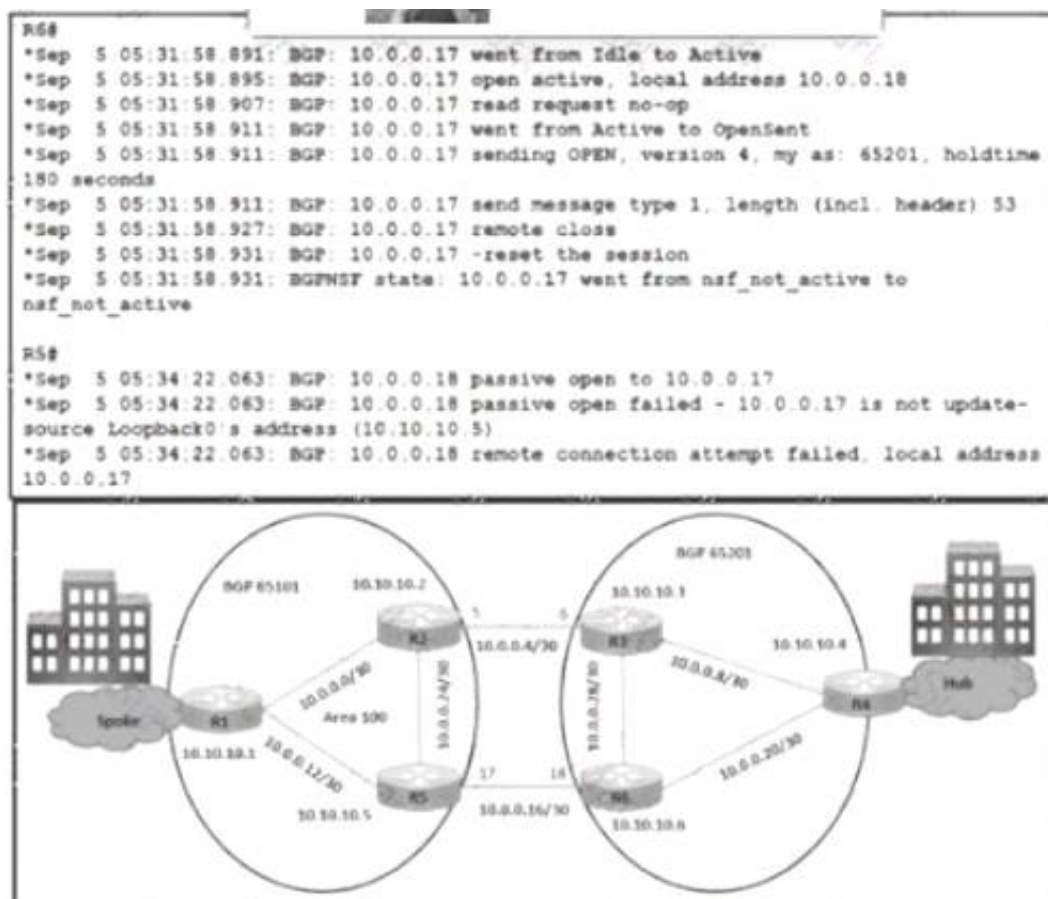 R6#
*Sep 5 05:31:58.891: BGP: 10.0.0.17 went from Idle to Active
*Sep 5 05:31:58.895: BGP: 10.0.0.17 open active, local address 10.0.0.18
*Sep 5 05:31:58.907: BGP: 10.0.0.17 read request no-op
*Sep 5 05:31:58.911: BGP: 10.0.0.17 went from Active to OpenSent
*Sep 5 05:31:58.911: BGP: 10.0.0.17 sending OPEN, version 4, my as: 65201, holdtime
180 seconds
*Sep 5 05:31:58.911: BGP: 10.0.0.17 send message type 1, length (incl. header) 53
*Sep 5 05:31:58.927: BGP: 10.0.0.17 remote closs
*Sep 5 05:31:58.931: BGP: 10.0.0.17 -reset the session
*Sep 5 05:31:58.931: BGPNSF state: 10.0.0.17 went from nsf_not_active to
nsf_not_active
R5#
*Sep 5 05:34:22.063: BGP: 10.0.0.18 passive open to 10.0.0.17
*Sep 5 05:34:22.063: BGP: 10.0.0.18 passive open failed - 10.0.0.17 is not update-
source Loopback0's address (10.10.10.5)
*Sep 5 05:34:22.063: BGP: 10.0.0.18 remote connection attempt failed, local address
10.0.0.17
BGP 65101
BGP 65201
10.10.10.2
10.10.10.3
5
6
R2
R3
10.0.0.4/30
10.10.10.4
10.0.0.0/30
10.0.0.8/30
10.0.0.24/30
10.0.0.28/30
Spoke
R1
Area 100
R4
Hub
10.10.10.1
10.0.0.12/30
10.0.0.20/30
17
18
R5
R6
10.0.0.16/30
10.10.10.5
10.10.10.6